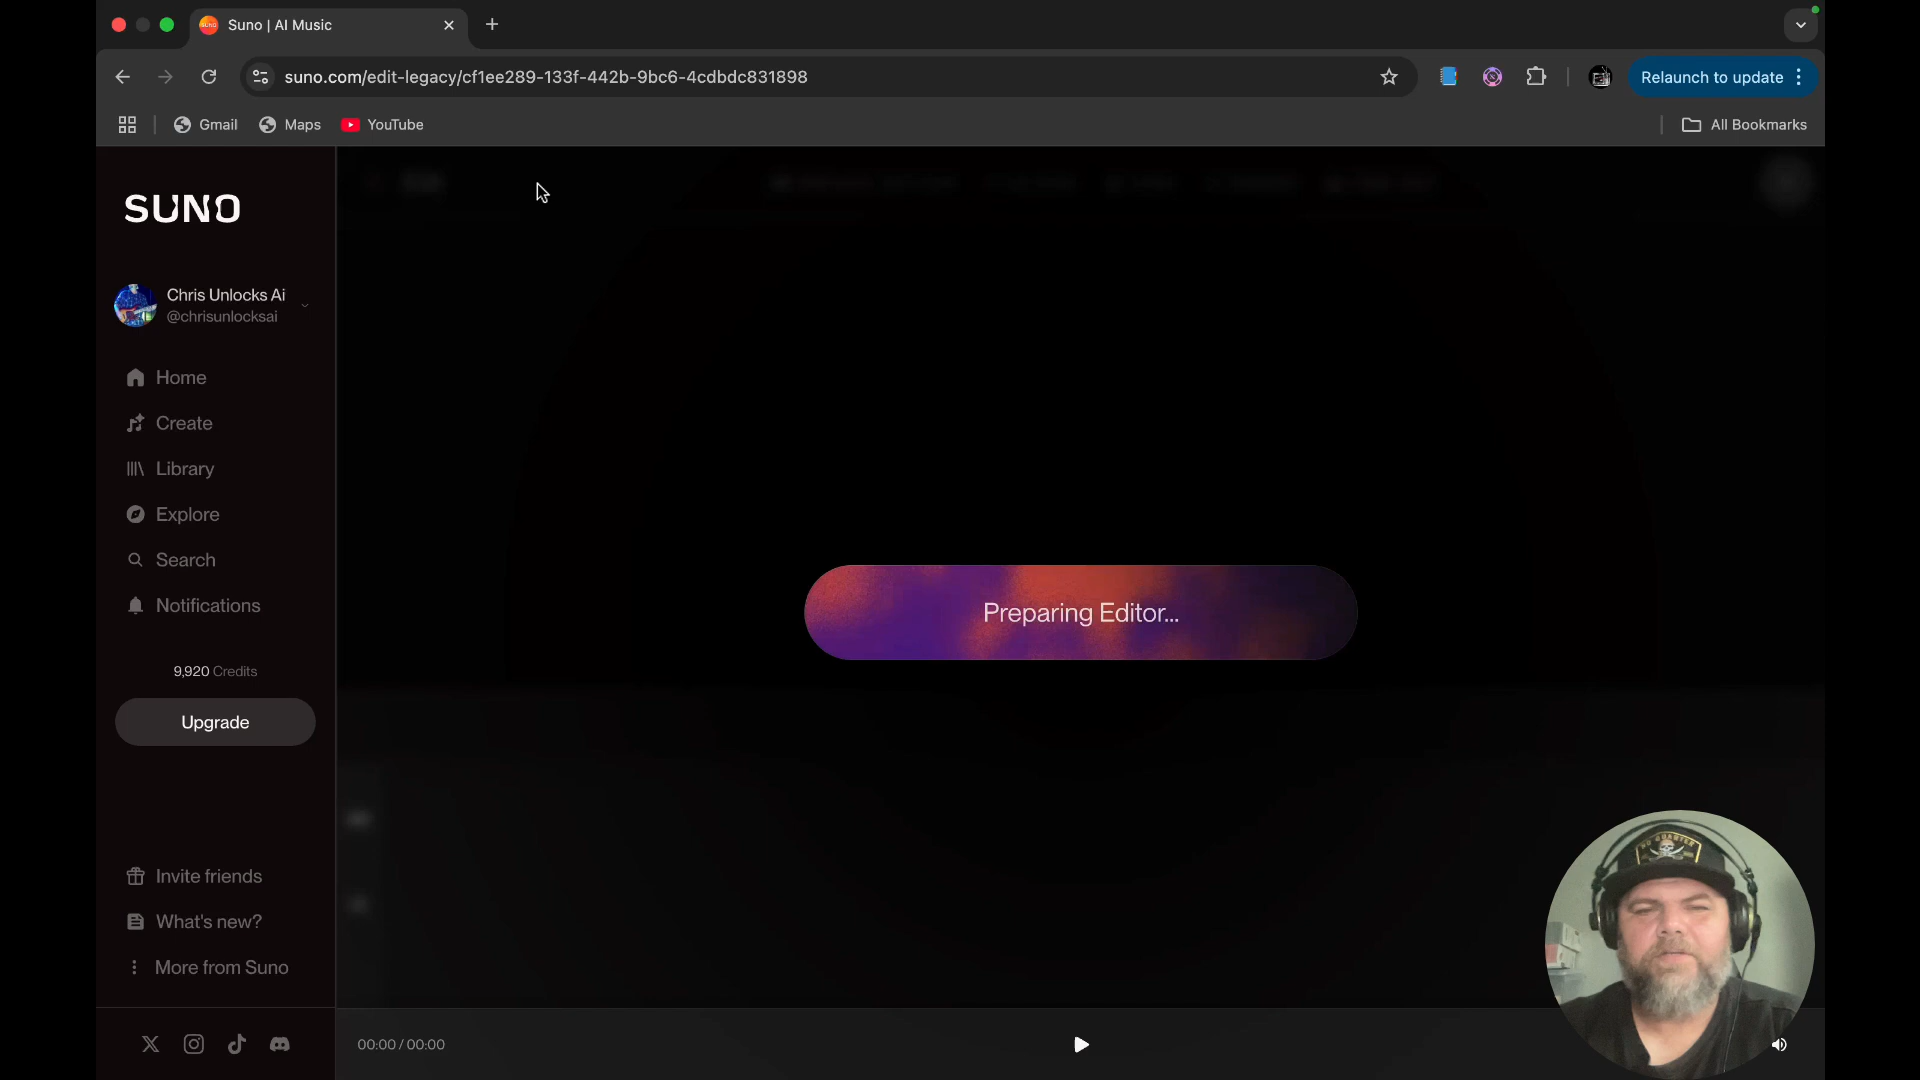 Suno | AI Music
suno.com/edit-legacy/cf1ee289-133f-442b-9bc6-4cdbdc831898
Relaunch to update
Gmail
Maps
YouTube
All Bookmarks
SUNO
Chris Unlocks Ai
@chrisunlocksai
Home
Create
Library
Explore
Search
Notifications
9,920 Credits
Upgrade
Preparing Editor...
Invite friends
What's new?
More from Suno
00:00 / 00:00